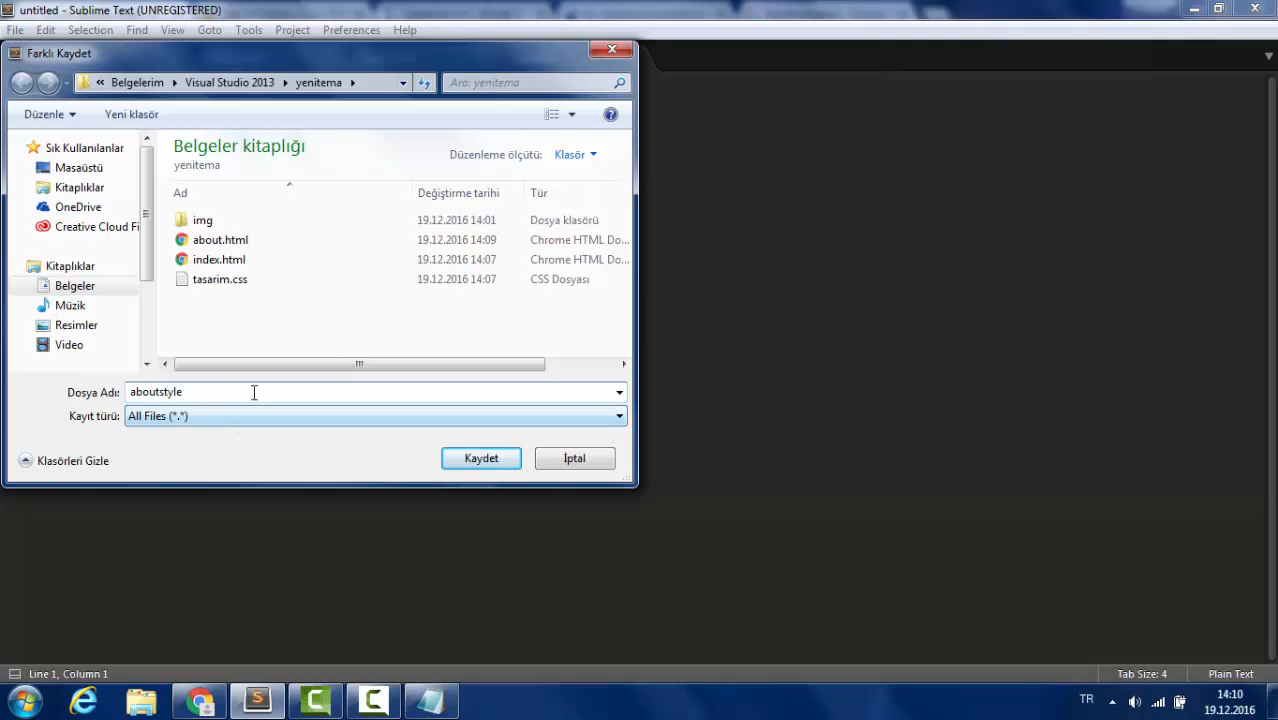 untitled - Sublime Text (UNREGISTERED)
File Edit Selection Find View Goto Tools Project Preferences Help
Farklı Kaydet
« Belgelerim Visual Studio 2013 yenitema
Ara: yenitema
Düzenle Yeni klasör
Sık Kullanılanlar
Masaüstü
Kitaplıklar
OneDrive
Creative Cloud Fi
Kitaplıklar
Belgeler
Müzik
Resimler
Video
Belgeler kitaplığı
yenitema
Düzenleme ölçütü: Klasör
Ad Değiştirme tarihi Tür
img 19.12.2016 14:01 Dosya klasörü
about.html 19.12.2016 14:09 Chrome HTML Do...
index.html 19.12.2016 14:07 Chrome HTML Do...
tasarim.css 19.12.2016 14:07 CSS Dosyası
Dosya Adı: aboutstyle
Kayıt türü: All Files (*.*)
Klasörleri Gizle
Kaydet İptal
Line 1, Column 1
Tab Size: 4 Plain Text
TR
14:10
19.12.2016